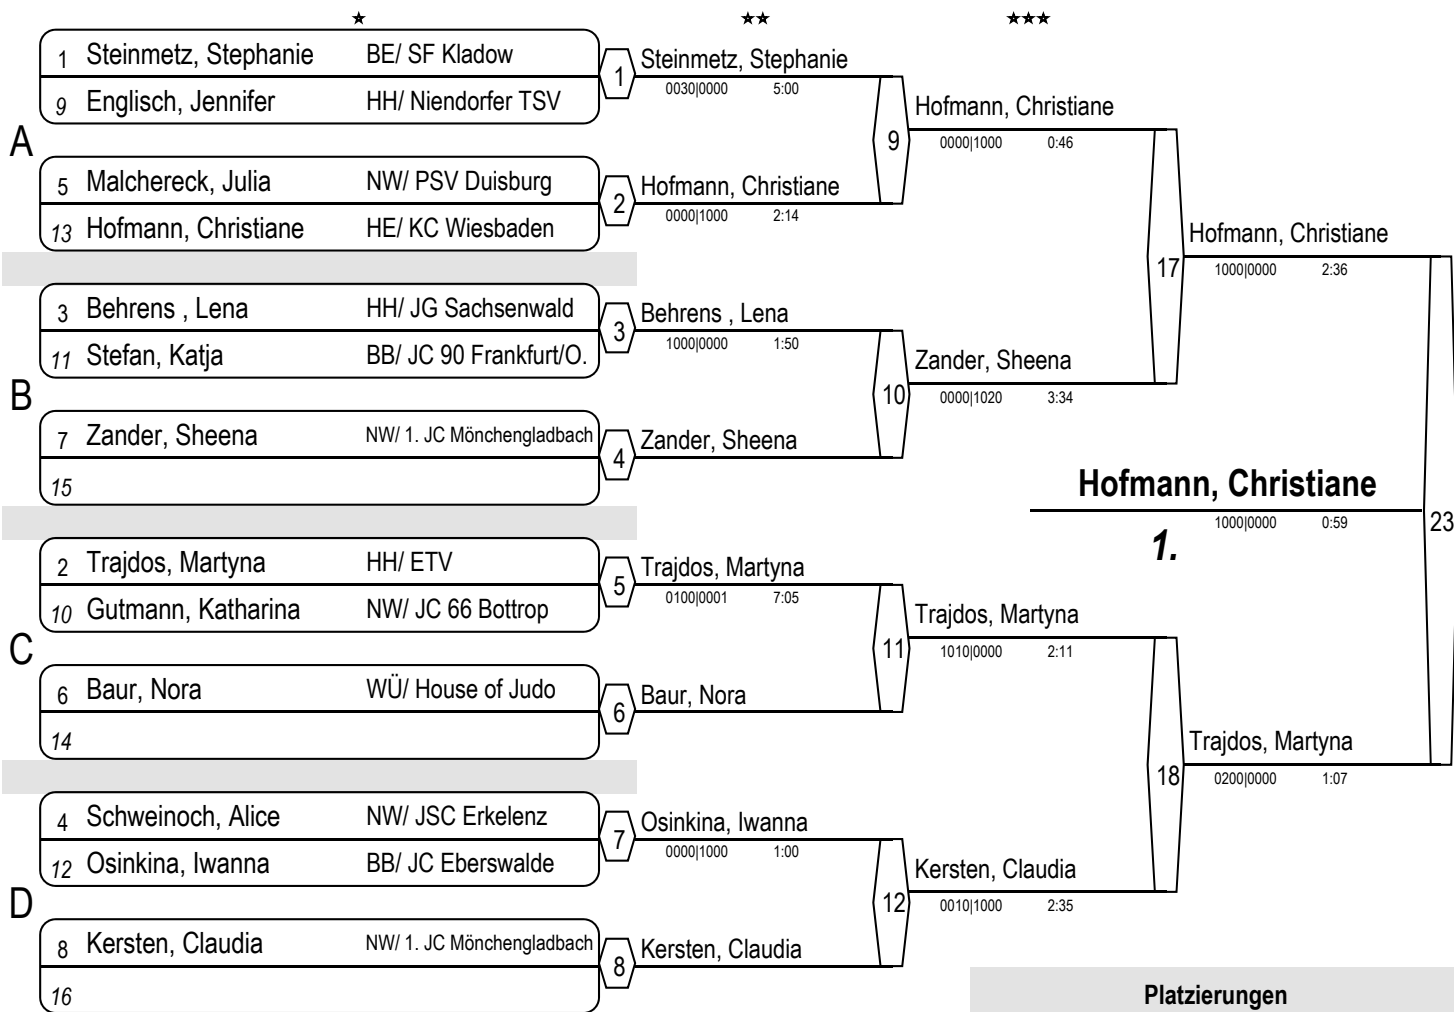 ★ ★★ ★★★
1 Steinmetz, Stephanie BE/ SF Kladow
9 Englisch, Jennifer HH/ Niendorfer TSV
1 Steinmetz, Stephanie
0030|0000 5:00
A
5 Malchereck, Julia NW/ PSV Duisburg
13 Hofmann, Christiane HE/ KC Wiesbaden
2 Hofmann, Christiane
0000|1000 2:14
9 Hofmann, Christiane
0000|1000 0:46
3 Behrens , Lena HH/ JG Sachsenwald
11 Stefan, Katja BB/ JC 90 Frankfurt/O.
3 Behrens , Lena
1000|0000 1:50
B
7 Zander, Sheena NW/ 1. JC Mönchengladbach
15
4 Zander, Sheena
10 Zander, Sheena
0000|1020 3:34
17 Hofmann, Christiane
1000|0000 2:36
2 Trajdos, Martyna HH/ ETV
10 Gutmann, Katharina NW/ JC 66 Bottrop
5 Trajdos, Martyna
0100|0001 7:05
C
6 Baur, Nora WÜ/ House of Judo
14
6 Baur, Nora
11 Trajdos, Martyna
1010|0000 2:11
4 Schweinoch, Alice NW/ JSC Erkelenz
12 Osinkina, Iwanna BB/ JC Eberswalde
7 Osinkina, Iwanna
0000|1000 1:00
D
8 Kersten, Claudia NW/ 1. JC Mönchengladbach
16
8 Kersten, Claudia
12 Kersten, Claudia
0010|1000 2:35
18 Trajdos, Martyna
0200|0000 1:07
Hofmann, Christiane
1000|0000 0:59
1.
23
Platzierungen